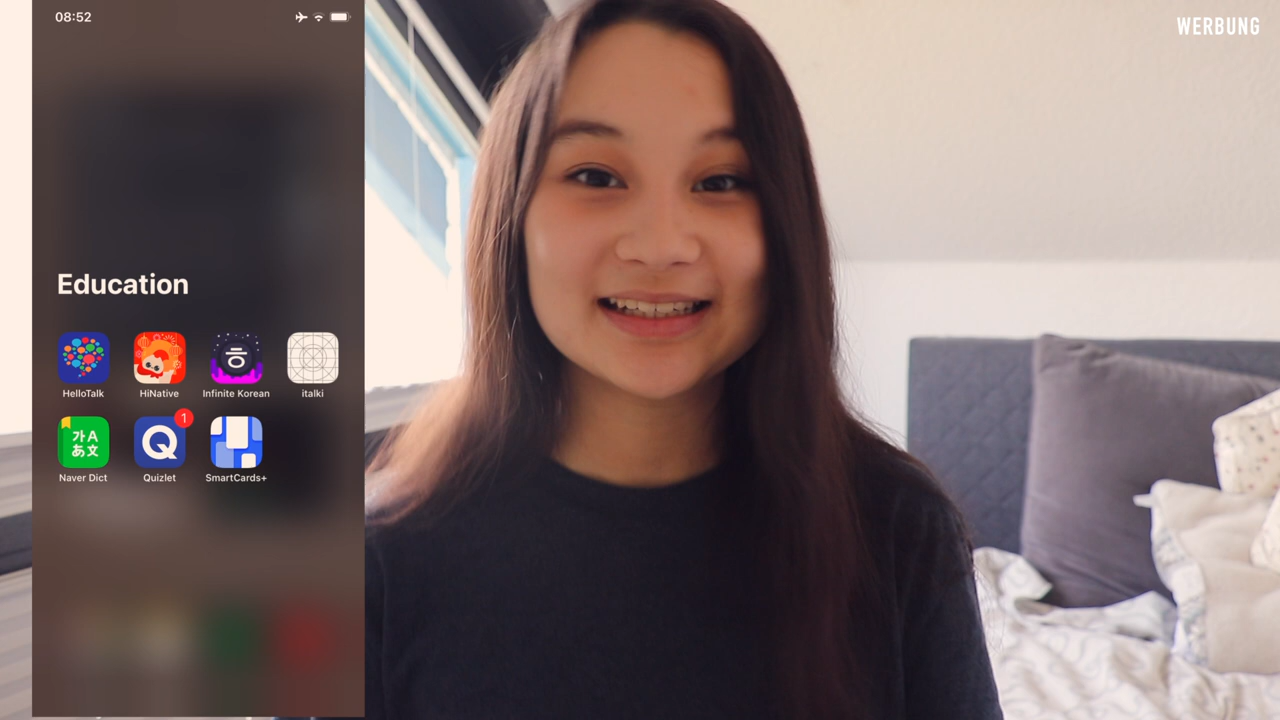 08:52
WERBUNG
Education
HelloTalk
HiNative
Infinite Korean
italki
Naver Dict
Quizlet
SmartCards+
가A
あ文
Q
1
ㅎ